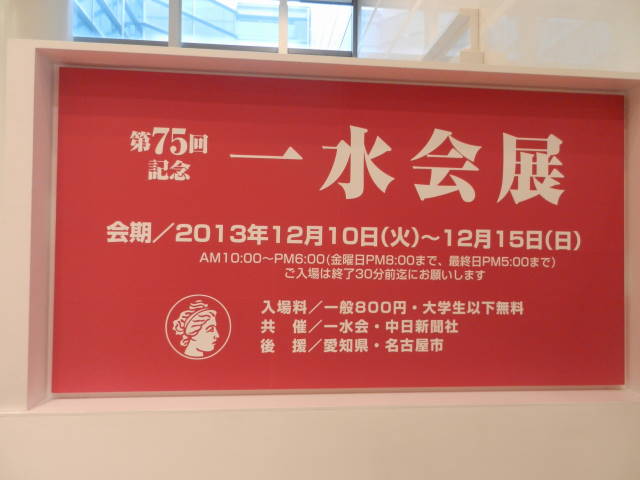 第75回
記念
一水会展
会期／2013年12月10日(火)～12月15日(日)
AM10:00～PM6:00(金曜日PM8:00まで、最終日PM5:00まで)
ご入場は終了30分前迄にお願いします
入場料／一般800円・大学生以下無料
共　催／一水会・中日新聞社
後　援／愛知県・名古屋市